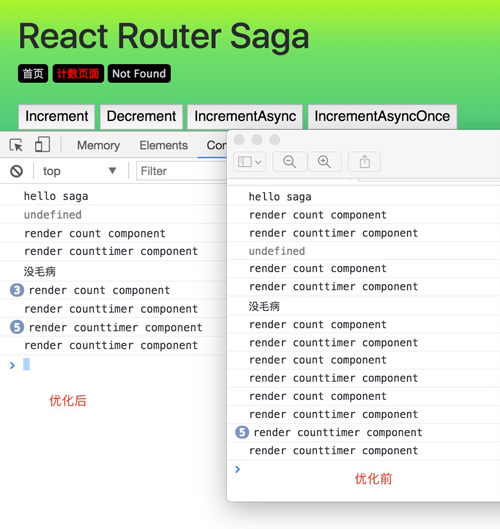 React Router Saga
首页 计数页面 Not Found
Increment Decrement IncrementAsync IncrementAsyncOnce
Memory Elements
top Filter
hello saga
undefined
render count component
render counttimer component
没毛病
3 render count component
render counttimer component
5 render counttimer component
render counttimer component
优化后
hello saga
render count component
render counttimer component
undefined
render count component
render counttimer component
没毛病
render count component
render counttimer component
render count component
render counttimer component
render count component
render counttimer component
5 render counttimer component
render counttimer component
优化前